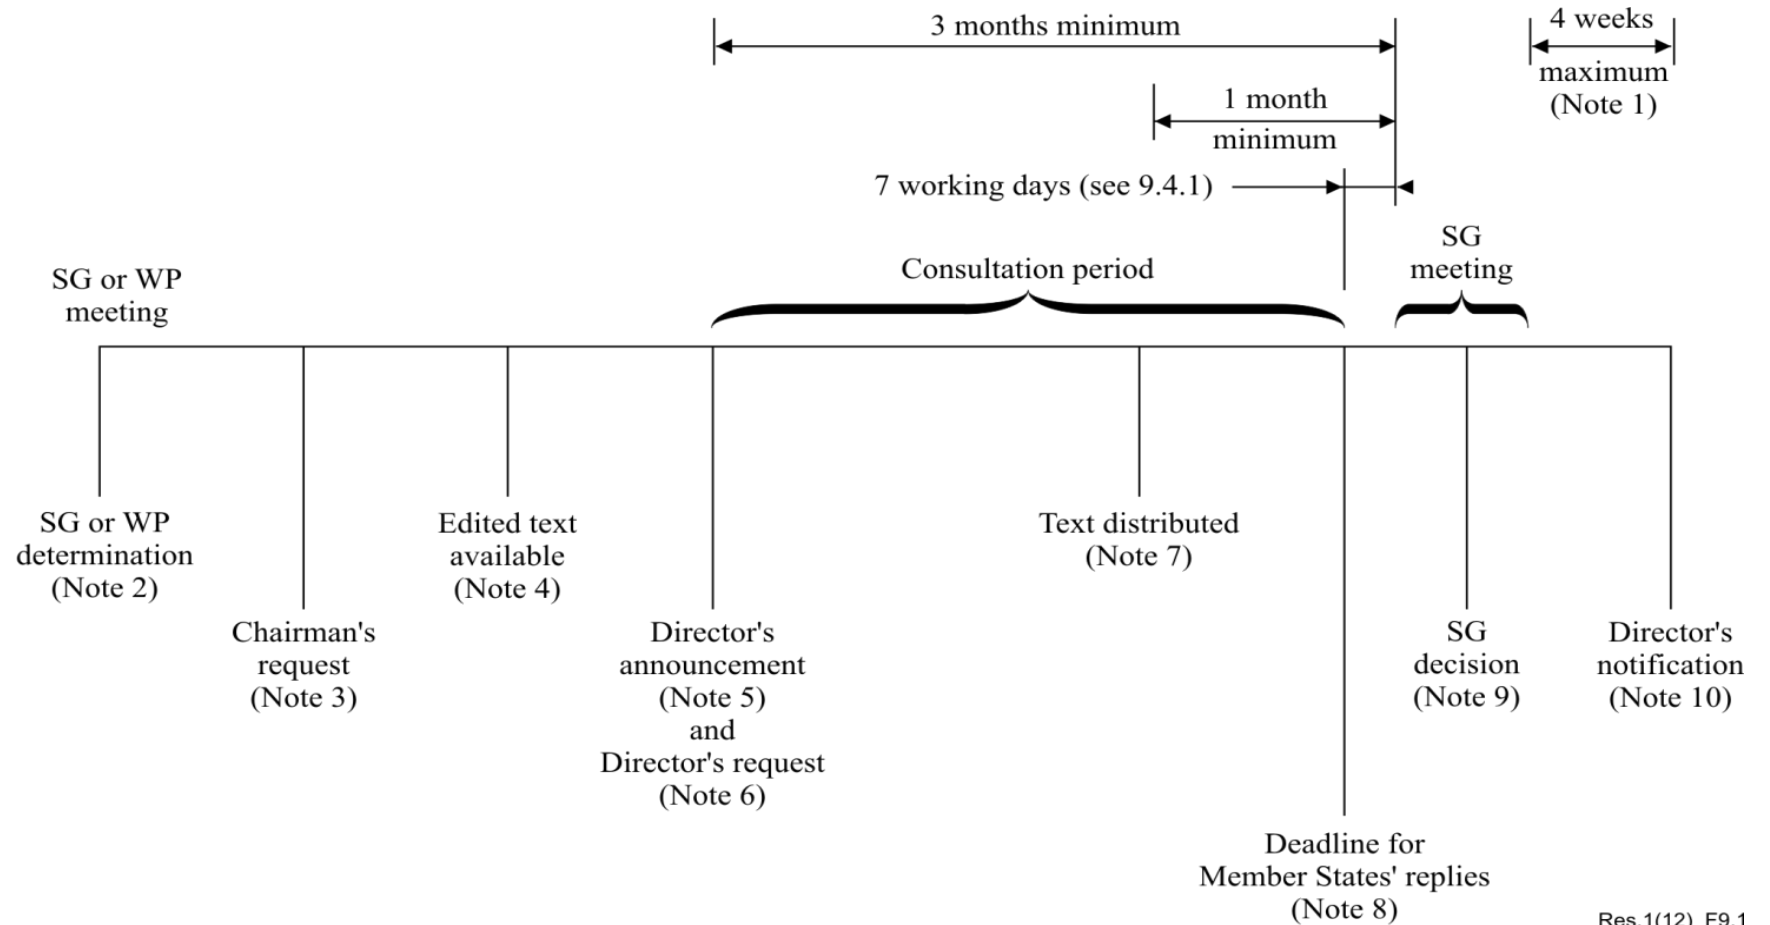 3 months minimum
4 weeks
maximum
(Note 1)
1 month
minimum
7 working days (see 9.4.1)
SG
meeting
Consultation period
SG or WP
meeting
SG or WP
determination
(Note 2)
Chairman's
request
(Note 3)
Edited text
available
(Note 4)
Director's
announcement
(Note 5)
and
Director's request
(Note 6)
Text distributed
(Note 7)
Deadline for
Member States' replies
(Note 8)
SG
decision
(Note 9)
Director's
notification
(Note 10)
Res.1(12)_F9.1